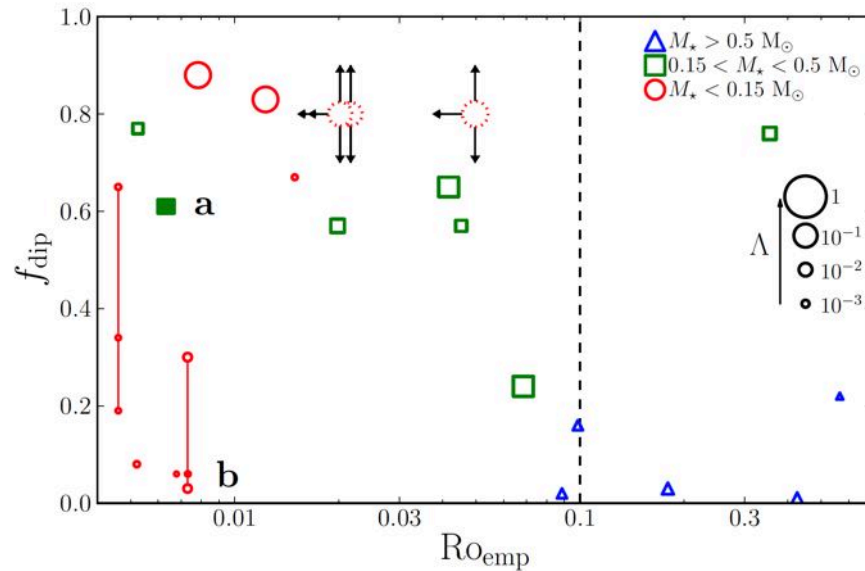 1.0
0.8
0.6
0.4
0.2
0.0
f_dip
0.01
0.03
0.1
0.3
Ro_emp
a
b
M⋆ > 0.5 M⊙
0.15 < M⋆ < 0.5 M⊙
M⋆ < 0.15 M⊙
Λ
1
10⁻¹
10⁻²
10⁻³